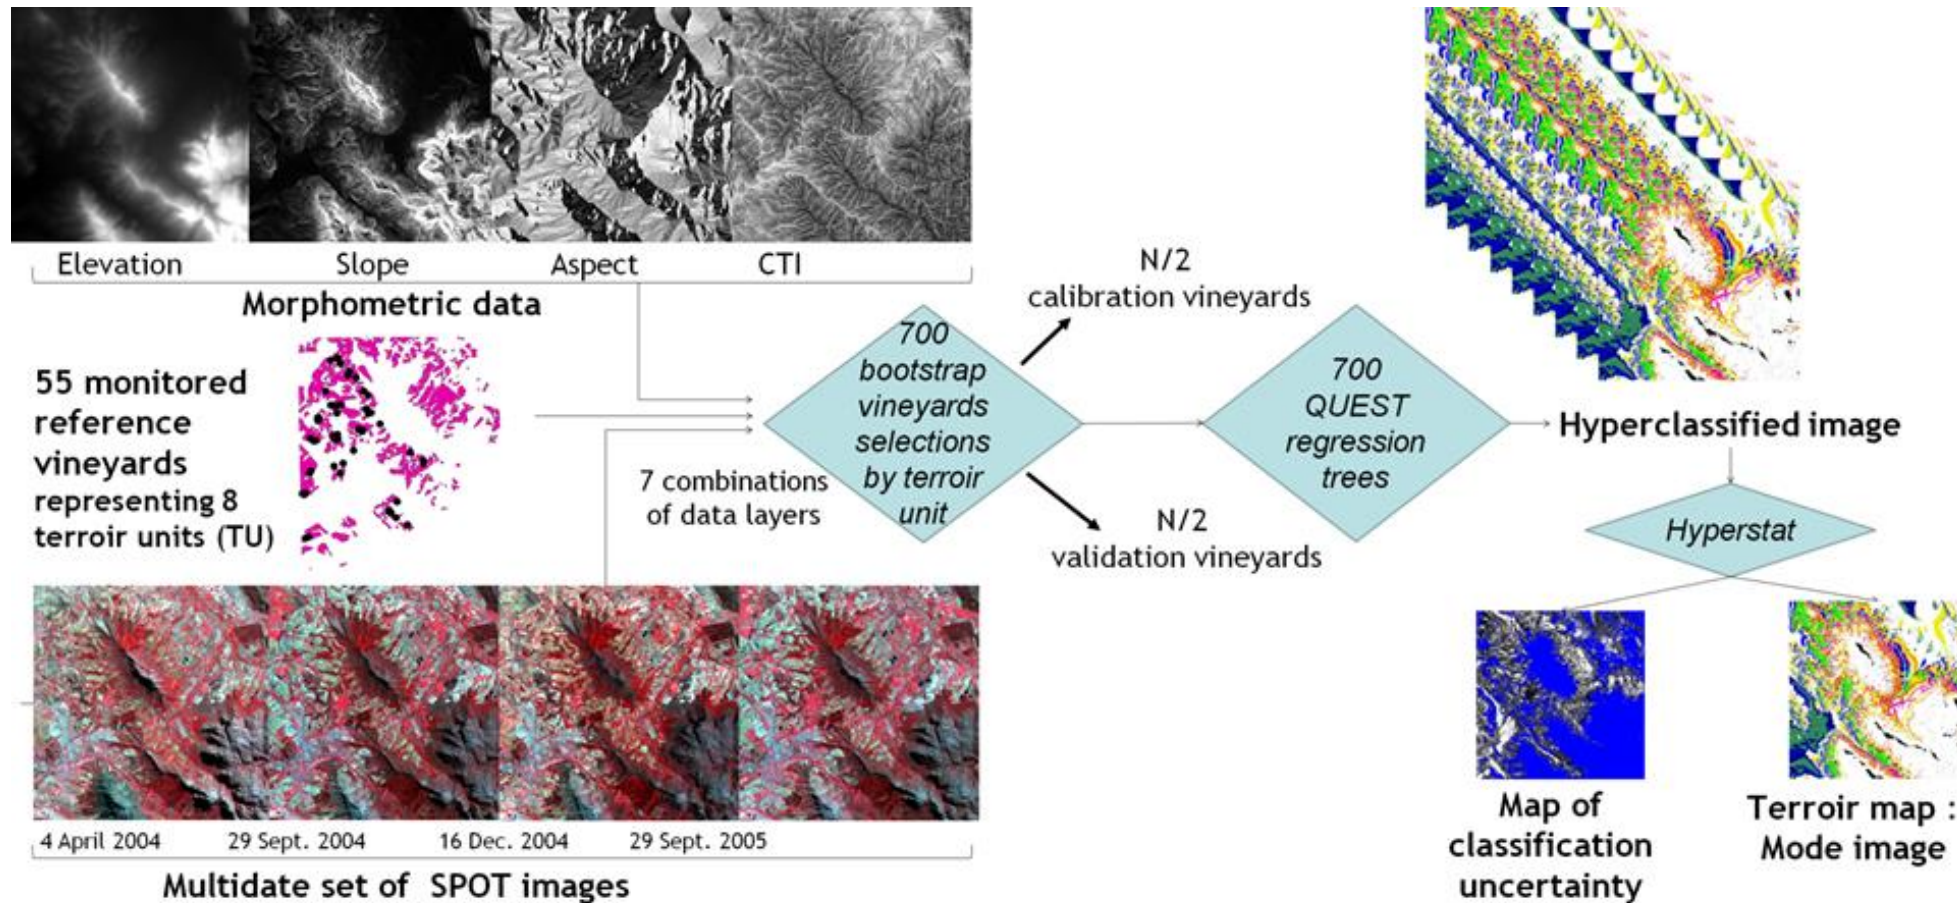 Elevation
Slope
Aspect
CTI
Morphometric data
55 monitored
reference
vineyards
representing 8
terroir units (TU)
7 combinations
of data layers
4 April 2004
29 Sept. 2004
16 Dec. 2004
29 Sept. 2005
Multidate set of SPOT images
700
bootstrap
vineyards
selections
by terroir
unit
N/2
calibration vineyards
N/2
validation vineyards
700
QUEST
regression
trees
Hyperclassified image
Hyperstat
Map of
classification
uncertainty
Terroir map :
Mode image